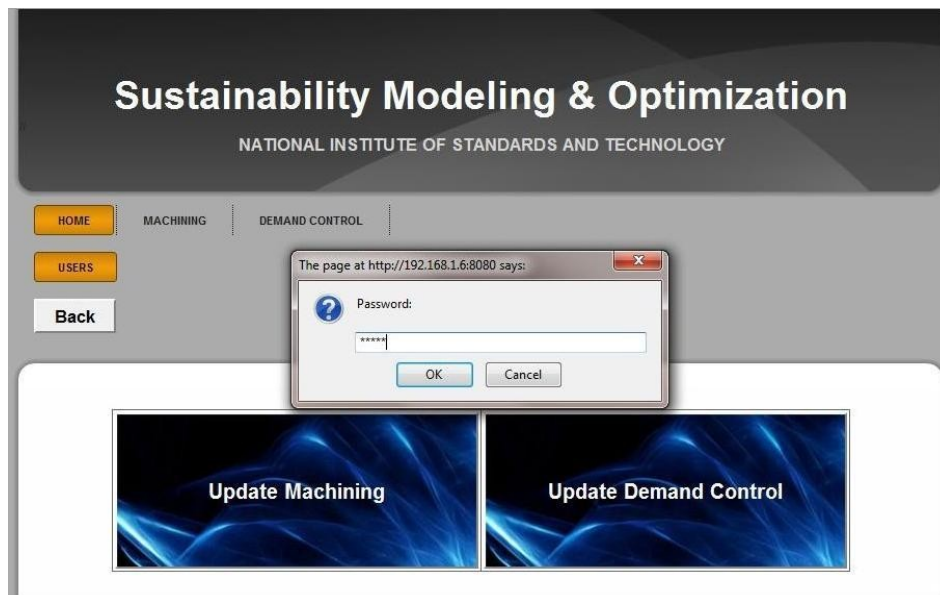 Sustainability Modeling & Optimization
NATIONAL INSTITUTE OF STANDARDS AND TECHNOLOGY
HOME MACHINING DEMAND CONTROL
USERS
Back
The page at http://192.168.1.6:8080 says:
Password:
*****
OK Cancel
Update Machining Update Demand Control